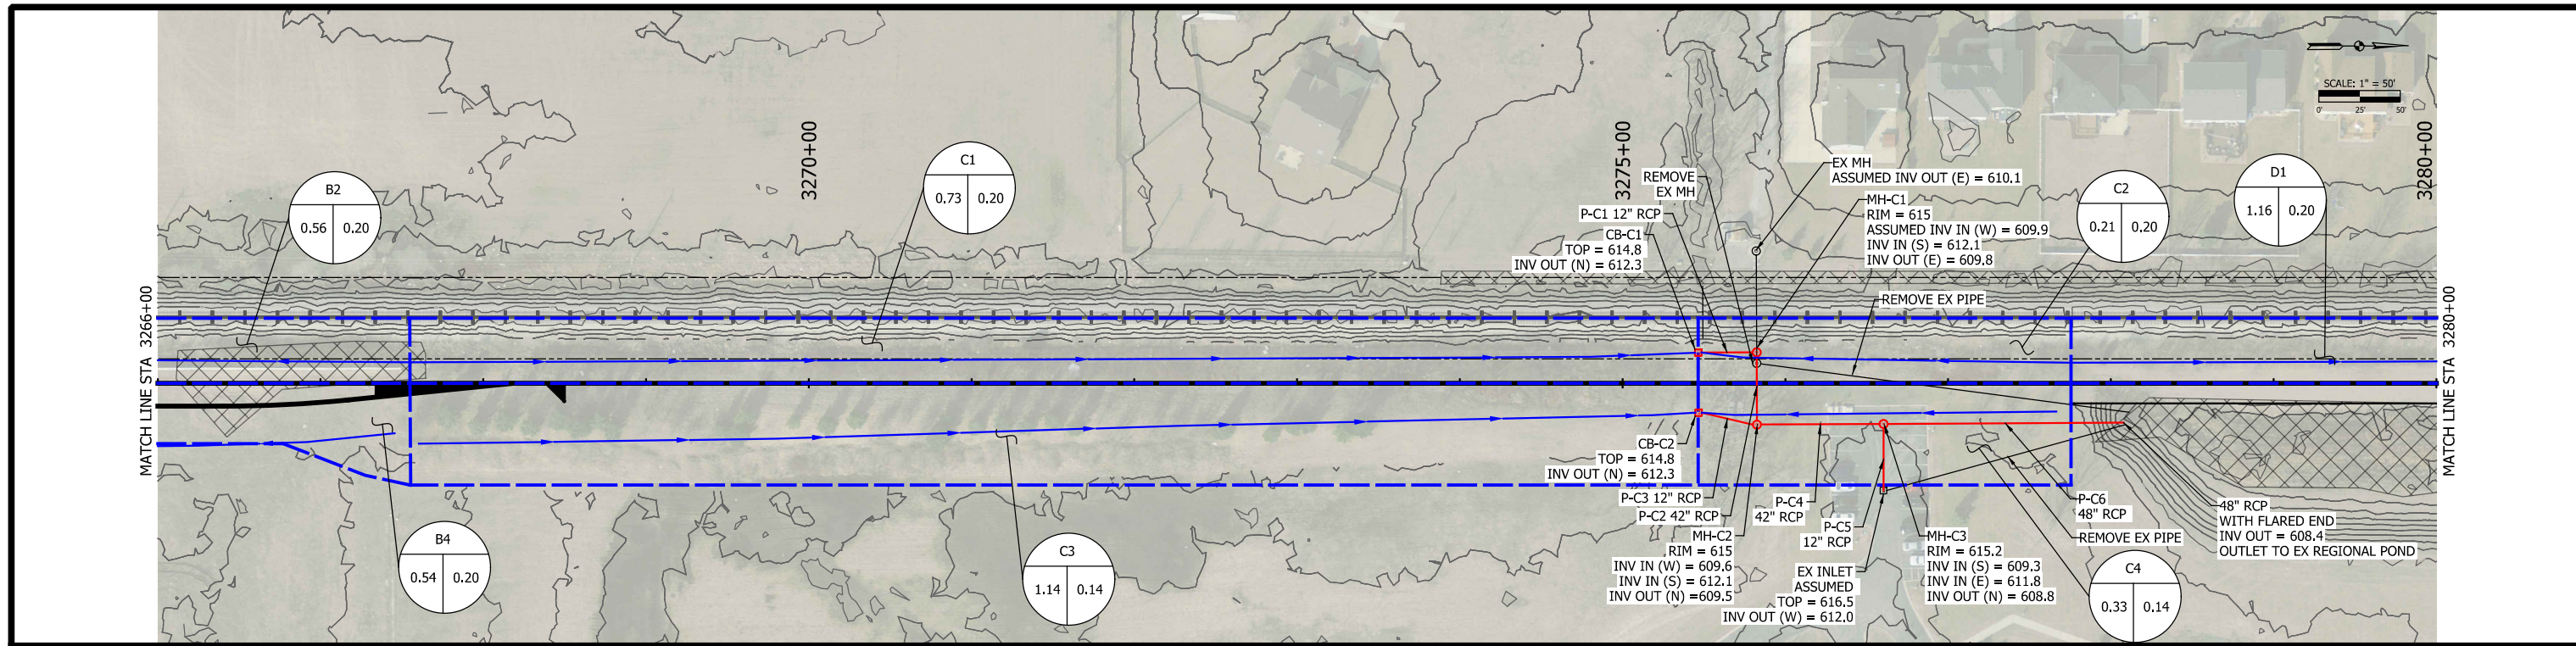 SCALE: 1" = 50'
0' 25' 50'
3270+00
3275+00
3280+00
MATCH LINE STA 3266+00
MATCH LINE STA 3280+00
B2
0.56 0.20
C1
0.73 0.20
REMOVE
EX MH
P-C1 12" RCP
CB-C1
TOP = 614.8
INV OUT (N) = 612.3
EX MH
ASSUMED INV OUT (E) = 610.1
MH-C1
RIM = 615
ASSUMED INV IN (W) = 609.9
INV IN (S) = 612.1
INV OUT (E) = 609.8
REMOVE EX PIPE
C2
0.21 0.20
D1
1.16 0.20
B4
0.54 0.20
C3
1.14 0.14
CB-C2
TOP = 614.8
INV OUT (N) = 612.3
P-C3 12" RCP
P-C2 42" RCP
MH-C2
RIM = 615
INV IN (W) = 609.6
INV IN (S) = 612.1
INV OUT (N) =609.5
P-C4
42" RCP
P-C5
12" RCP
EX INLET
ASSUMED
TOP = 616.5
INV OUT (W) = 612.0
MH-C3
RIM = 615.2
INV IN (S) = 609.3
INV IN (E) = 611.8
INV OUT (N) = 608.8
P-C6
48" RCP
REMOVE EX PIPE
48" RCP
WITH FLARED END
INV OUT = 608.4
OUTLET TO EX REGIONAL POND
C4
0.33 0.14